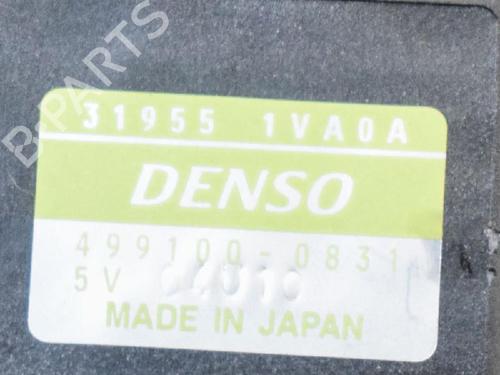 B-PARTS
31955 1VA0A
DENSO
499100-0831
5V
MADE IN JAPAN